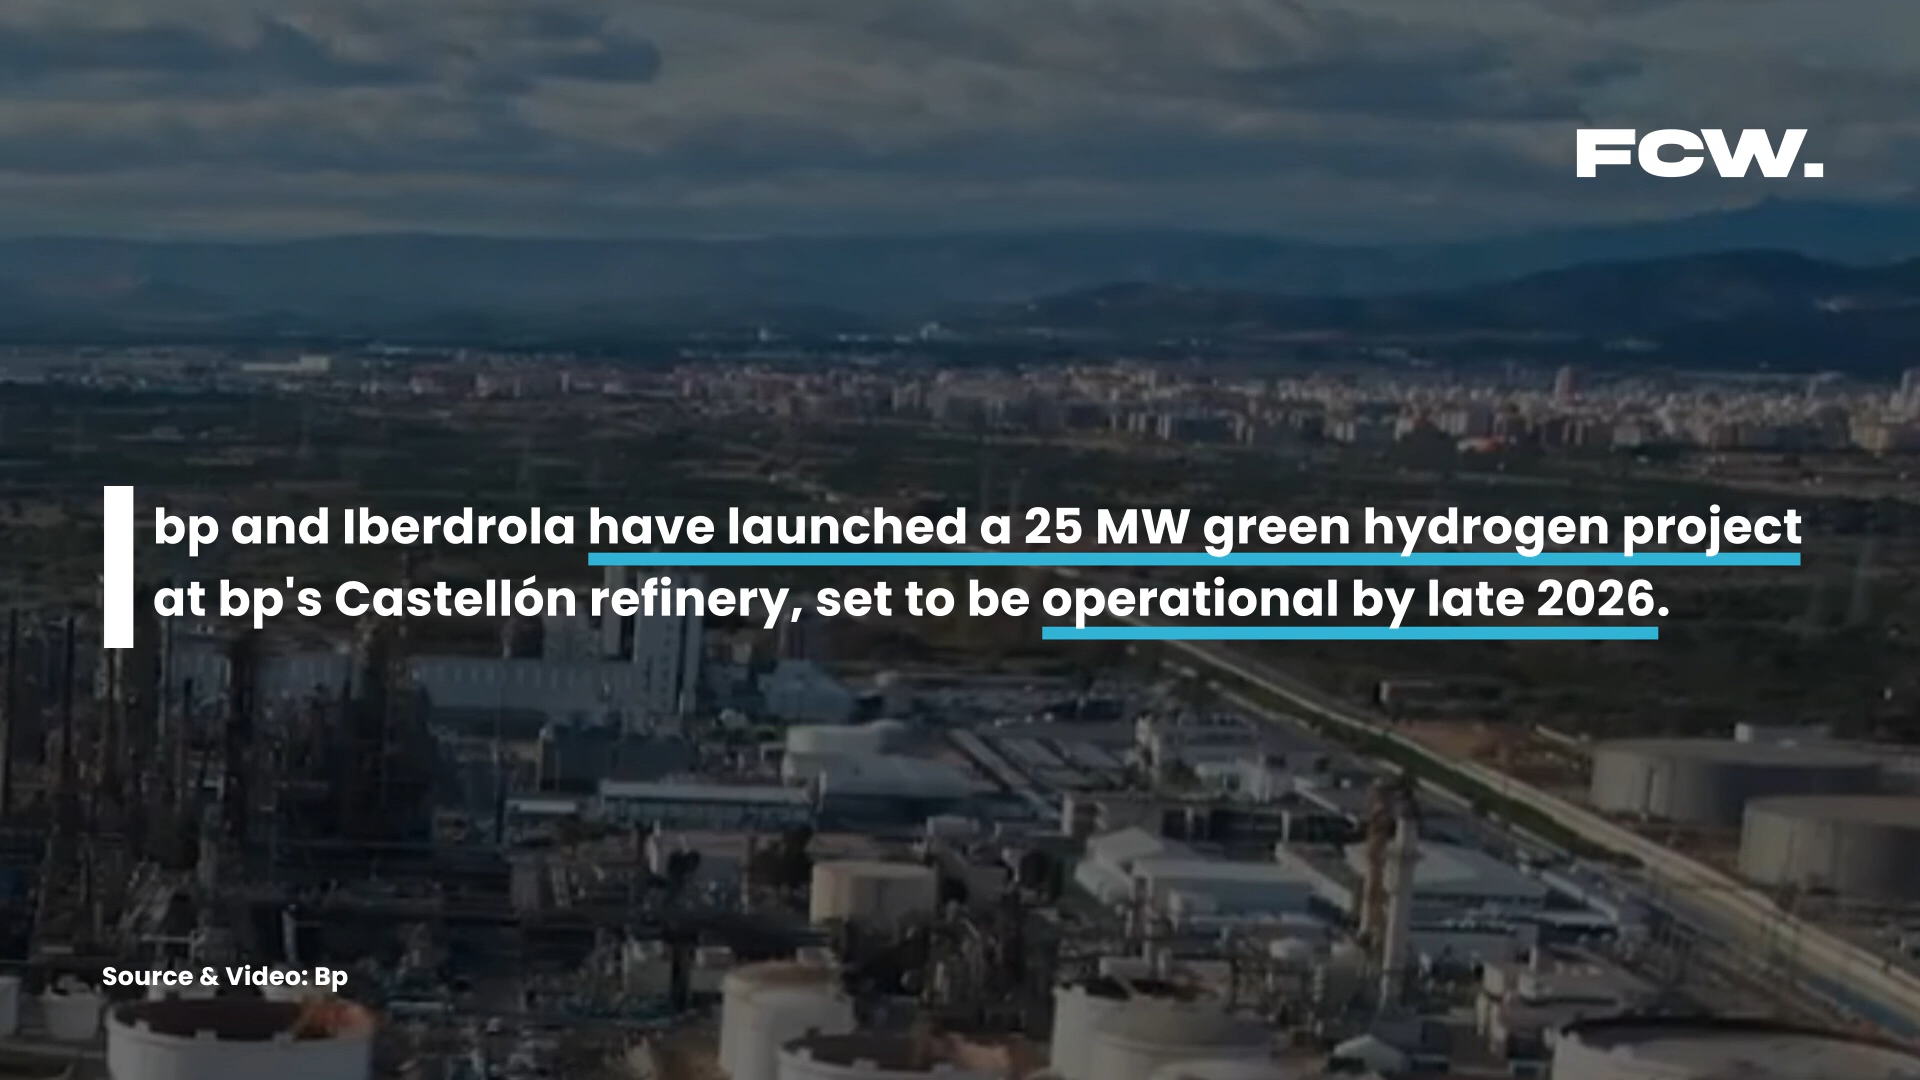 FCW.
bp and Iberdrola have launched a 25 MW green hydrogen project
at bp's Castellón refinery, set to be operational by late 2026.
Source & Video: Bp